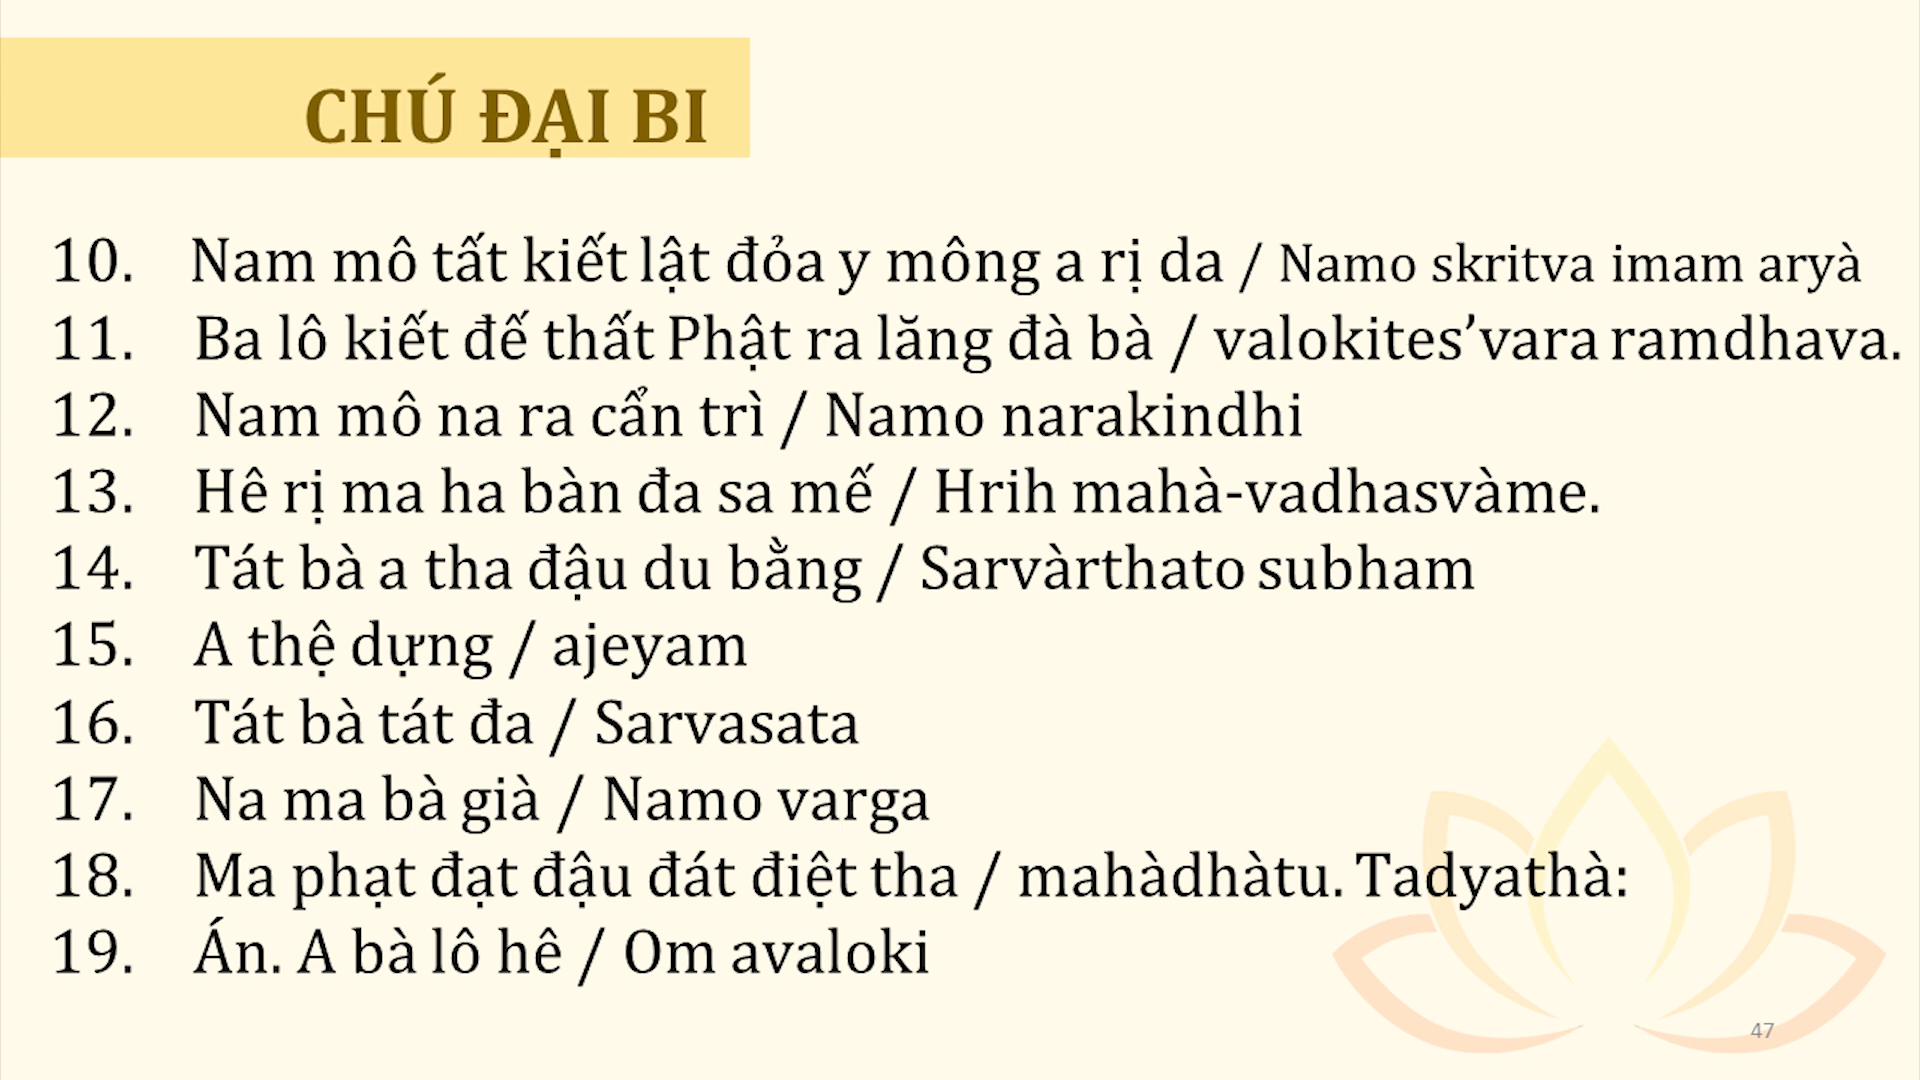 CHÚ ĐẠI BI
10. Nam mô tất kiết lật đỏa y mông a rị da / Namo skritva imam aryà
11. Ba lô kiết đế thất Phật ra lăng đà bà / valokites’vara ramdhava.
12. Nam mô na ra cẩn trì / Namo narakindhi
13. Hê rị ma ha bàn đa sa mế / Hrih mahà-vadhasvàme.
14. Tát bà a tha đậu du bằng / Sarvàrthato subham
15. A thệ dựng / ajeyam
16. Tát bà tát đa / Sarvasata
17. Na ma bà già / Namo varga
18. Ma phạt đạt đậu đát điệt tha / mahàdhàtu. Tadyathà:
19. Án. A bà lô hê / Om avaloki
47